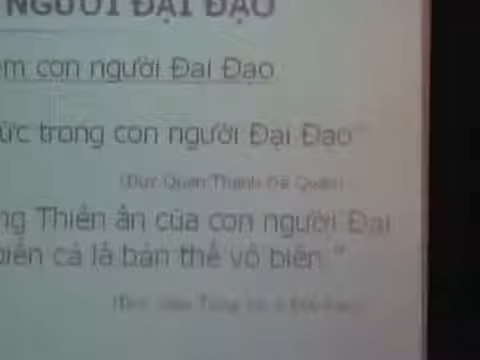 NGƯỜI ĐẠI ĐẠO
con người Đại Đạo
trong con người Đại Đạo"
(Đức Quan Thánh Đế Quân)
Thiên ân của con người Đại
biển cả là bản thể vô biên."